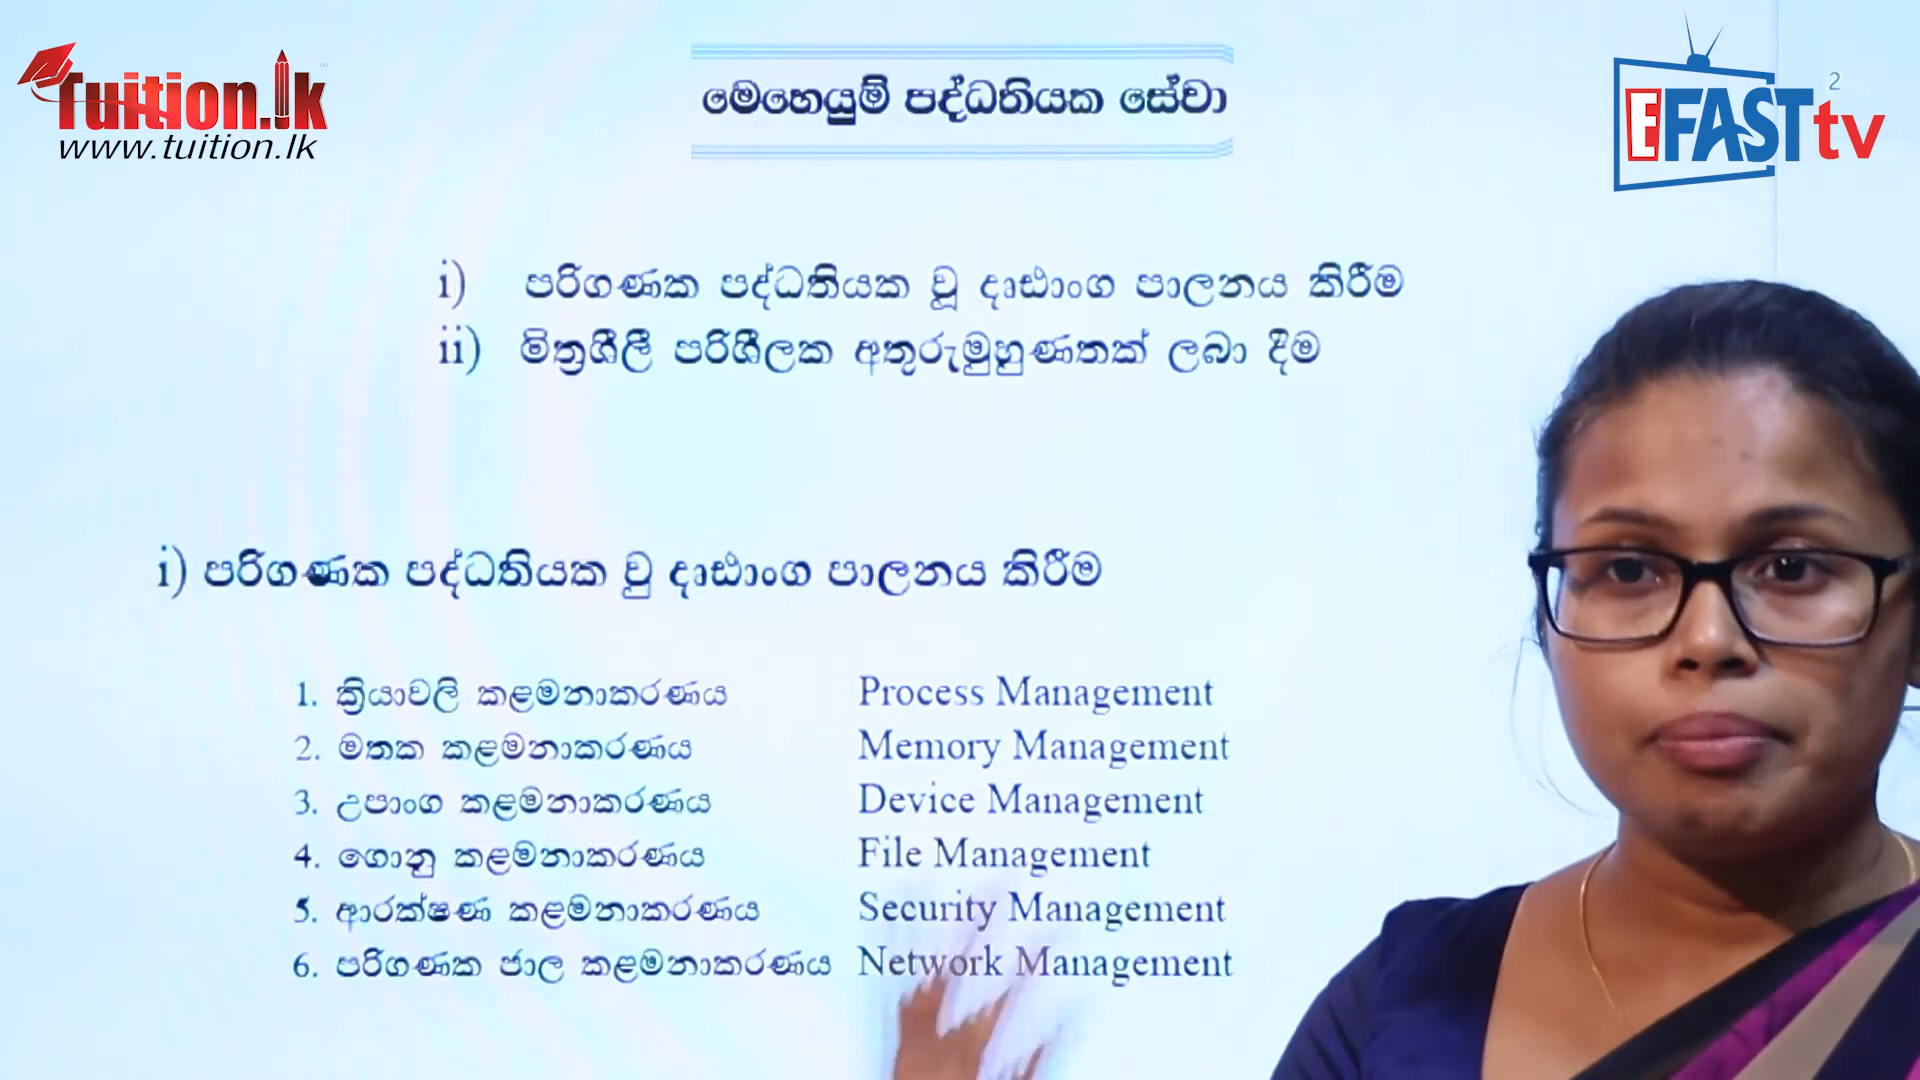 Tuition.lk
www.tuition.lk
EFAST tv
2
මෙහෙයුම් පද්ධතියක සේවා
i) පරිගණක පද්ධතියක වූ දෘඪාංග පාලනය කිරීම
ii) මිත්‍රශීලී පරිශීලක අතුරුමුහුණතක් ලබා දීම
i) පරිගණක පද්ධතියක වු දෘඪාංග පාලනය කිරීම
1. ක්‍රියාවලි කළමනාකරණය Process Management
2. මතක කළමනාකරණය Memory Management
3. උපාංග කළමනාකරණය Device Management
4. ගොනු කළමනාකරණය File Management
5. ආරක්ෂණ කළමනාකරණය Security Management
6. පරිගණක ජාල කළමනාකරණය Network Management